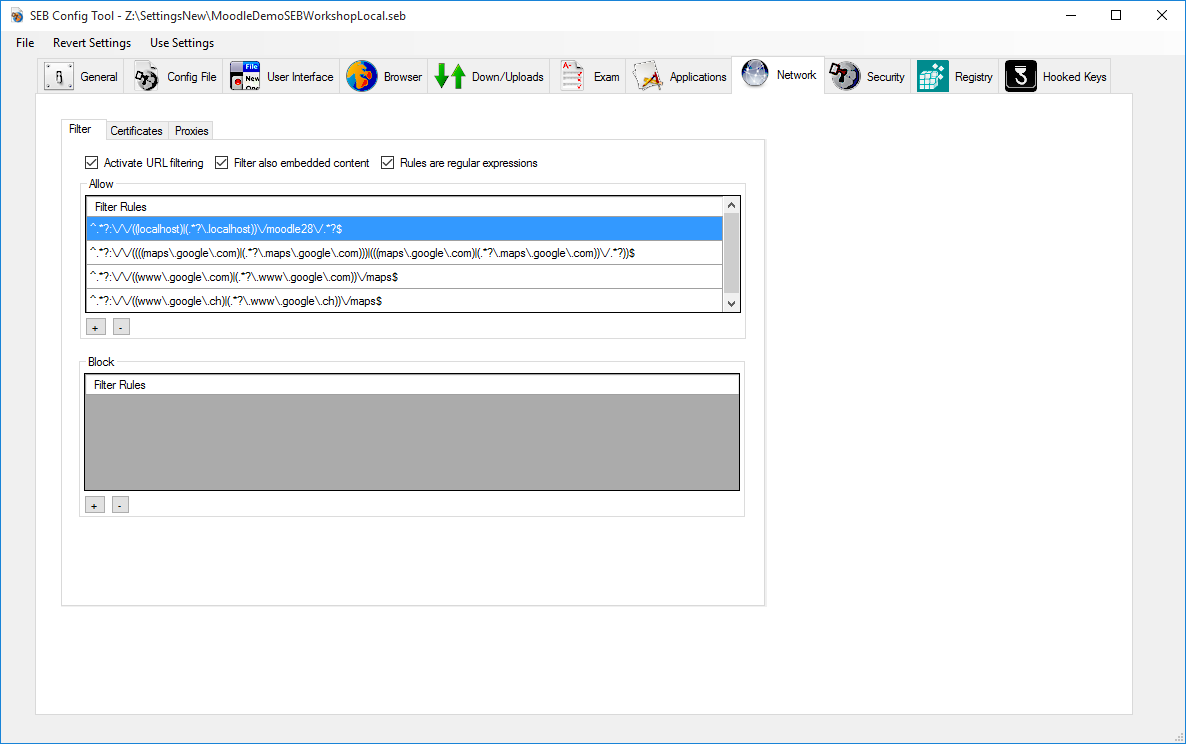 SEB Config Tool - Z:\SettingsNew\MoodleDemoSEBWorkshopLocal.seb
File Revert Settings Use Settings
General Config File User Interface Browser Down/Uploads Exam Applications Network Security Registry Hooked Keys
Filter Certificates Proxies
Activate URL filtering Filter also embedded content Rules are regular expressions
Allow
Filter Rules
^.*?:\/\/((localhost)|(.*?\.localhost))\/moodle28\/.*?$
^.*?:\/\/((((maps\.google\.com)|(.*?\.maps\.google\.com)))|(((maps\.google\.com)|(.*?\.maps\.google\.com))\/.*?))$
^.*?:\/\/((www\.google\.com)|(.*?\.www\.google\.com))\/maps$
^.*?:\/\/((www\.google\.ch)|(.*?\.www\.google\.ch))\/maps$
+ -
Block
Filter Rules
+ -